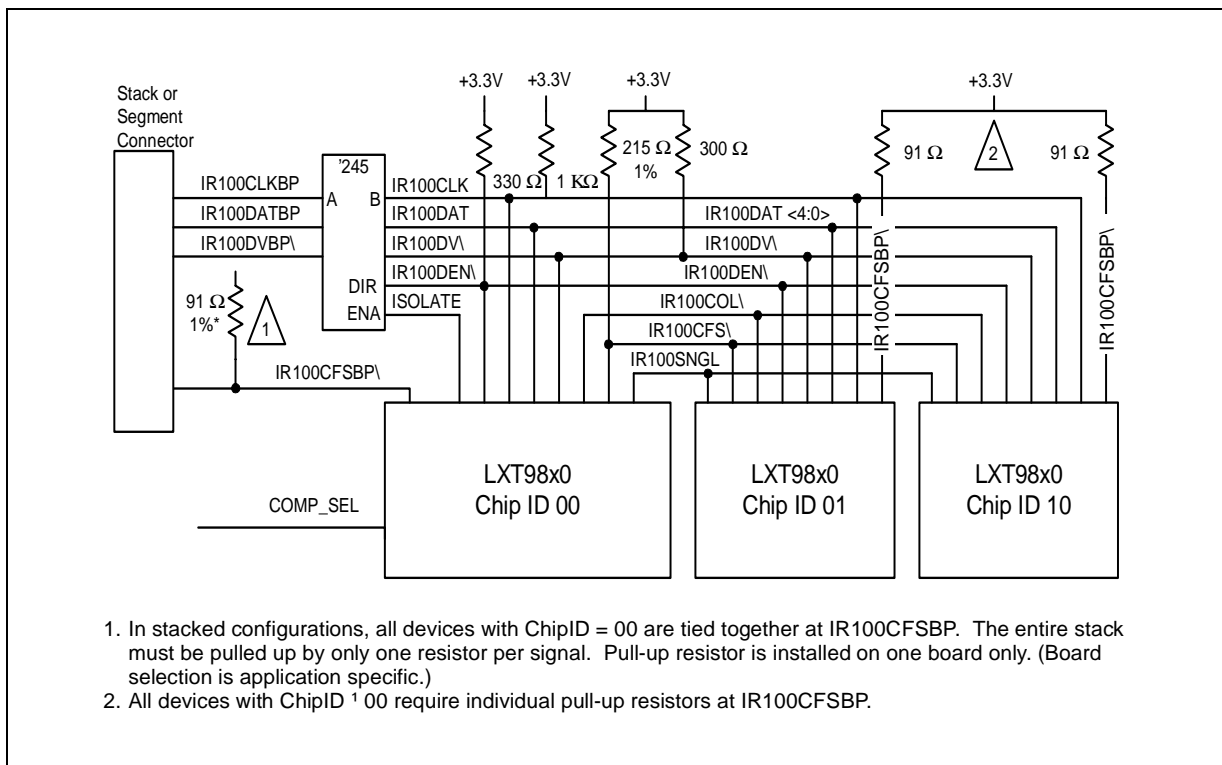 +3.3V +3.3V +3.3V +3.3V
Stack or
Segment
Connector
'245
330 Ω 1 KΩ
215 Ω
1%
300 Ω
91 Ω
2
91 Ω
IR100CLKBP
A B
IR100CLK
IR100DATBP
IR100DAT
IR100DAT <4:0>
IR100DVBP\
IR100DV\
IR100DV\
DIR
IR100DEN\
IR100DEN\
ENA
ISOLATE
IR100COL\
91 Ω
1%*
1
IR100CFS\
IR100SNGL
IR100CFSBP\
IR100CFSBP\
IR100CFSBP\
LXT98x0
Chip ID 00
LXT98x0
Chip ID 01
LXT98x0
Chip ID 10
COMP_SEL
1. In stacked configurations, all devices with ChipID = 00 are tied together at IR100CFSBP. The entire stack
must be pulled up by only one resistor per signal. Pull-up resistor is installed on one board only. (Board
selection is application specific.)
2. All devices with ChipID ¹ 00 require individual pull-up resistors at IR100CFSBP.